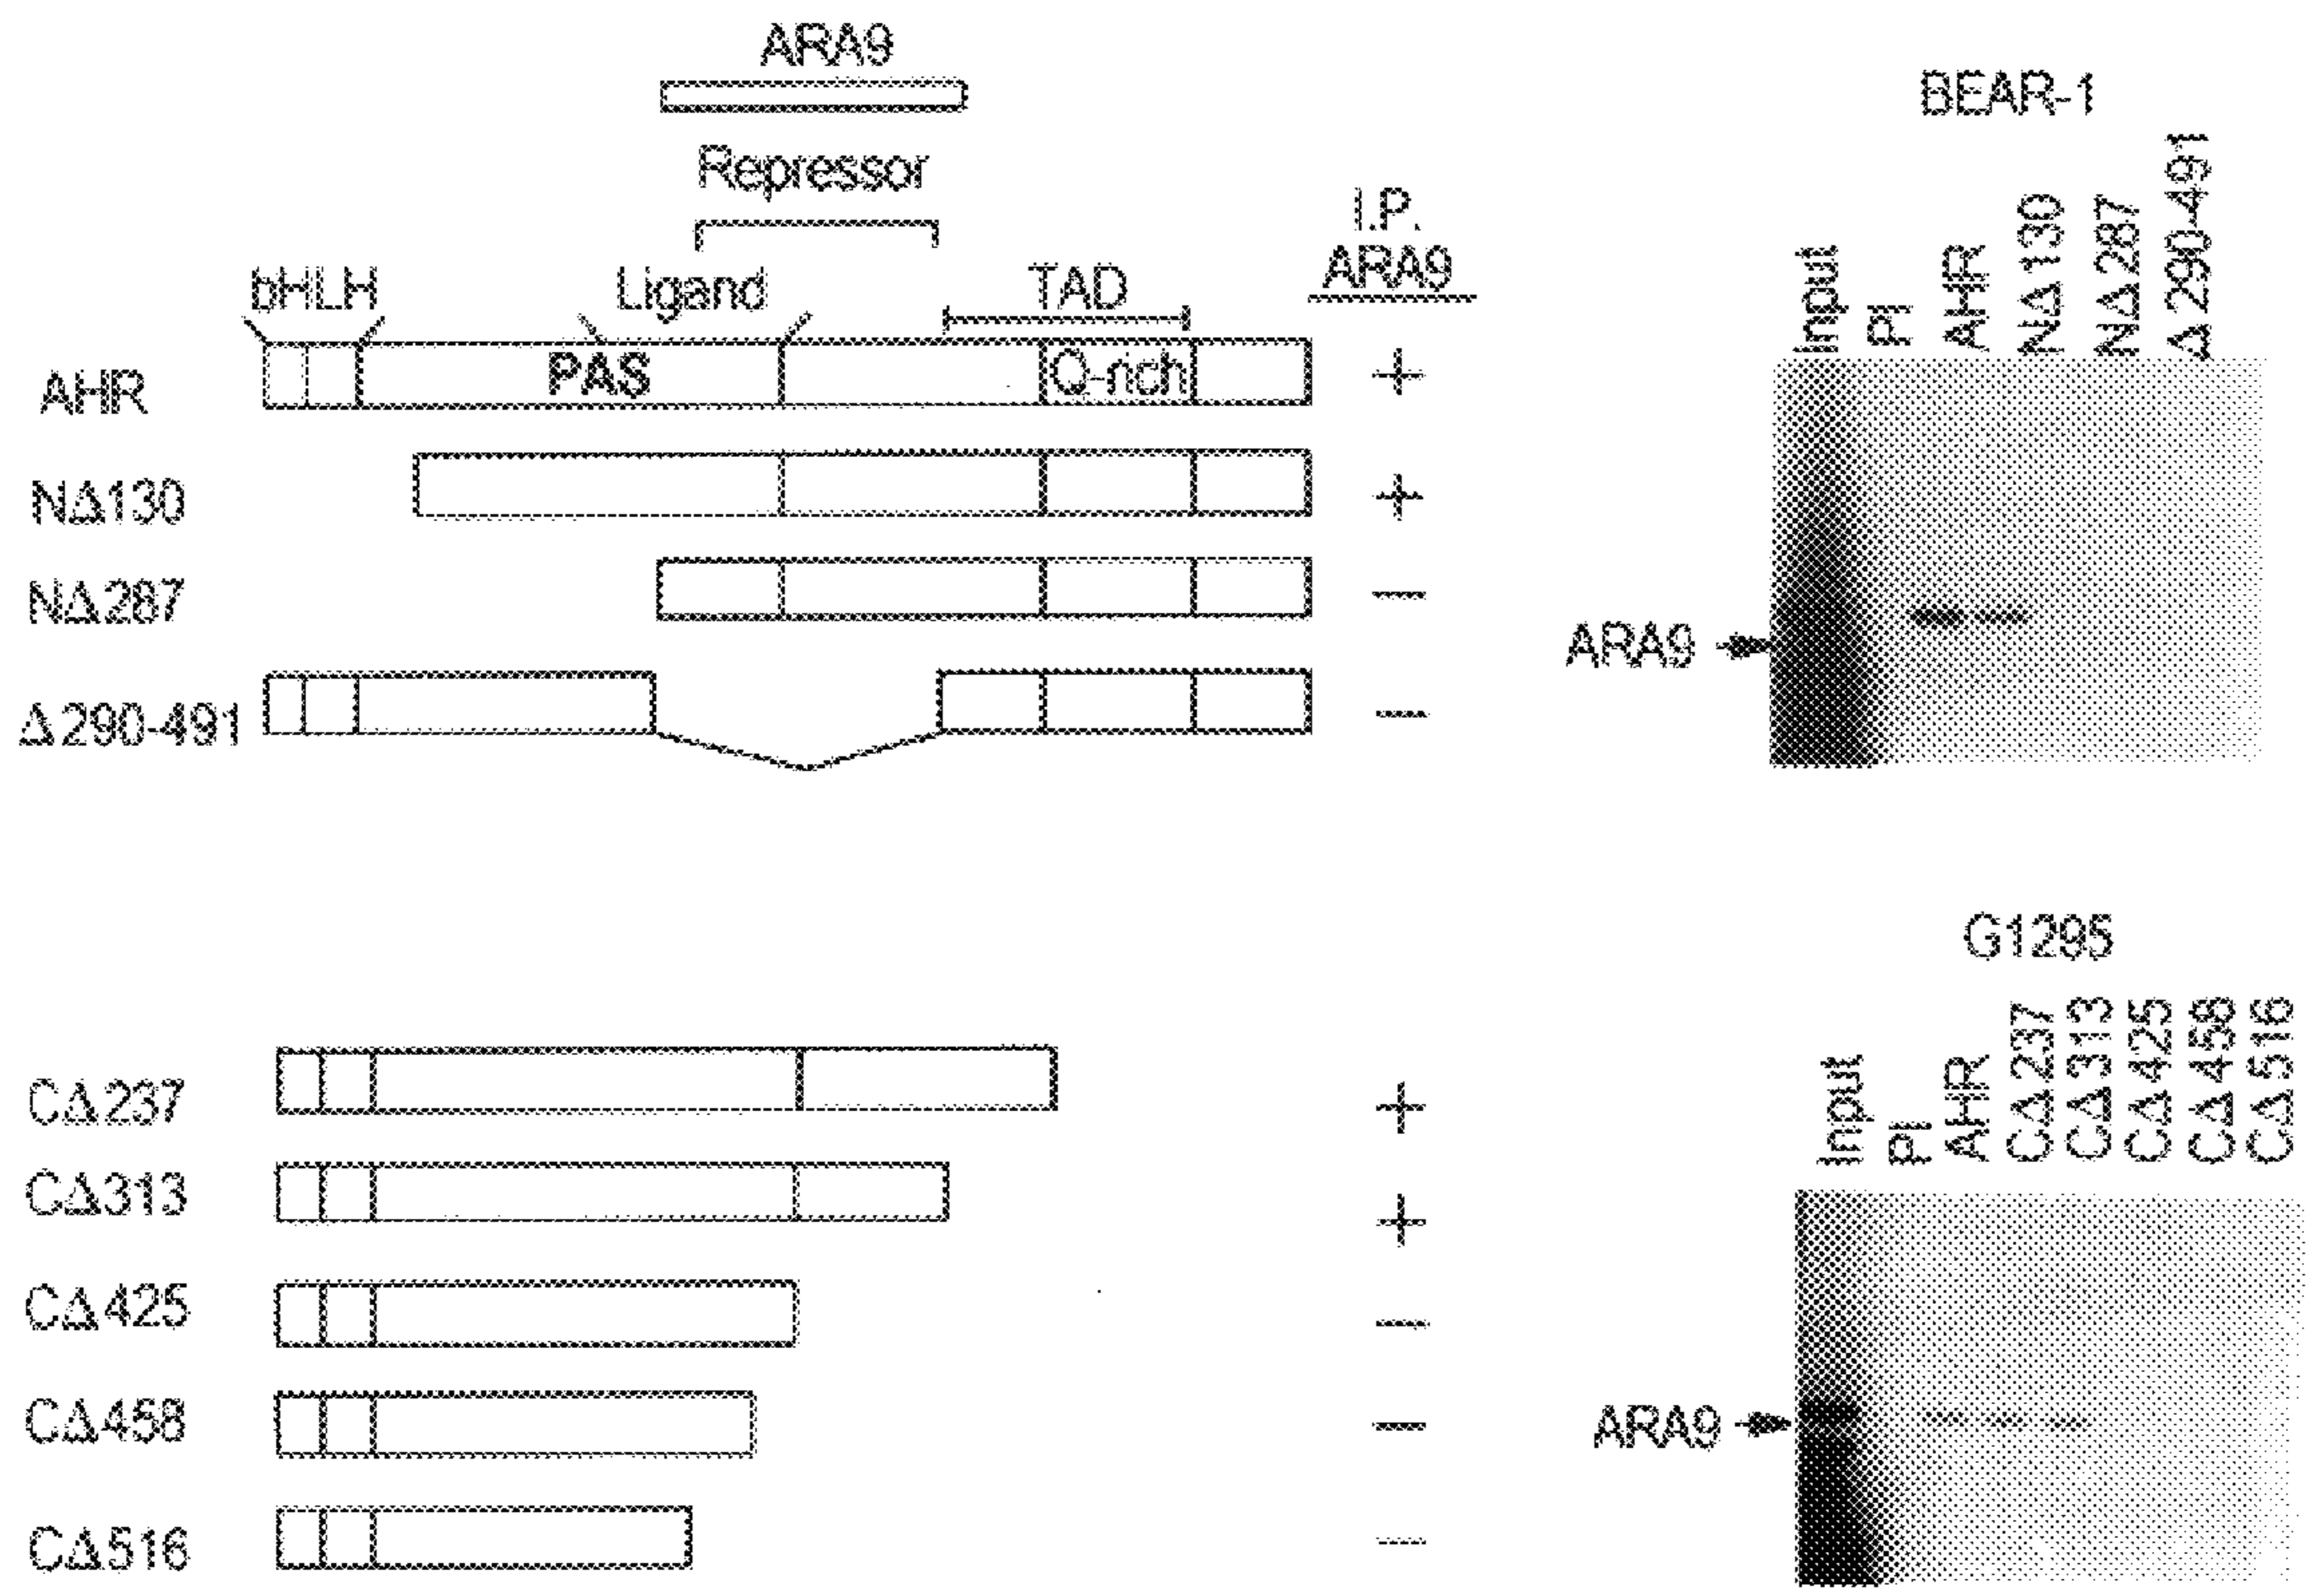 ARA9
Repressor
I.P.
ARA9
bHLH Ligand TAD
AHR PAS Q-rich +
NΔ130 +
NΔ287 —
Δ290-491 —
BEAR-1
Input PI AHR NΔ130 NΔ287 Δ290-491
ARA9
CΔ237 +
CΔ313 +
CΔ425 —
CΔ458 —
CΔ516 —
G1295
Input PI AHR CΔ237 CΔ313 CΔ425 CΔ458 CΔ516
ARA9